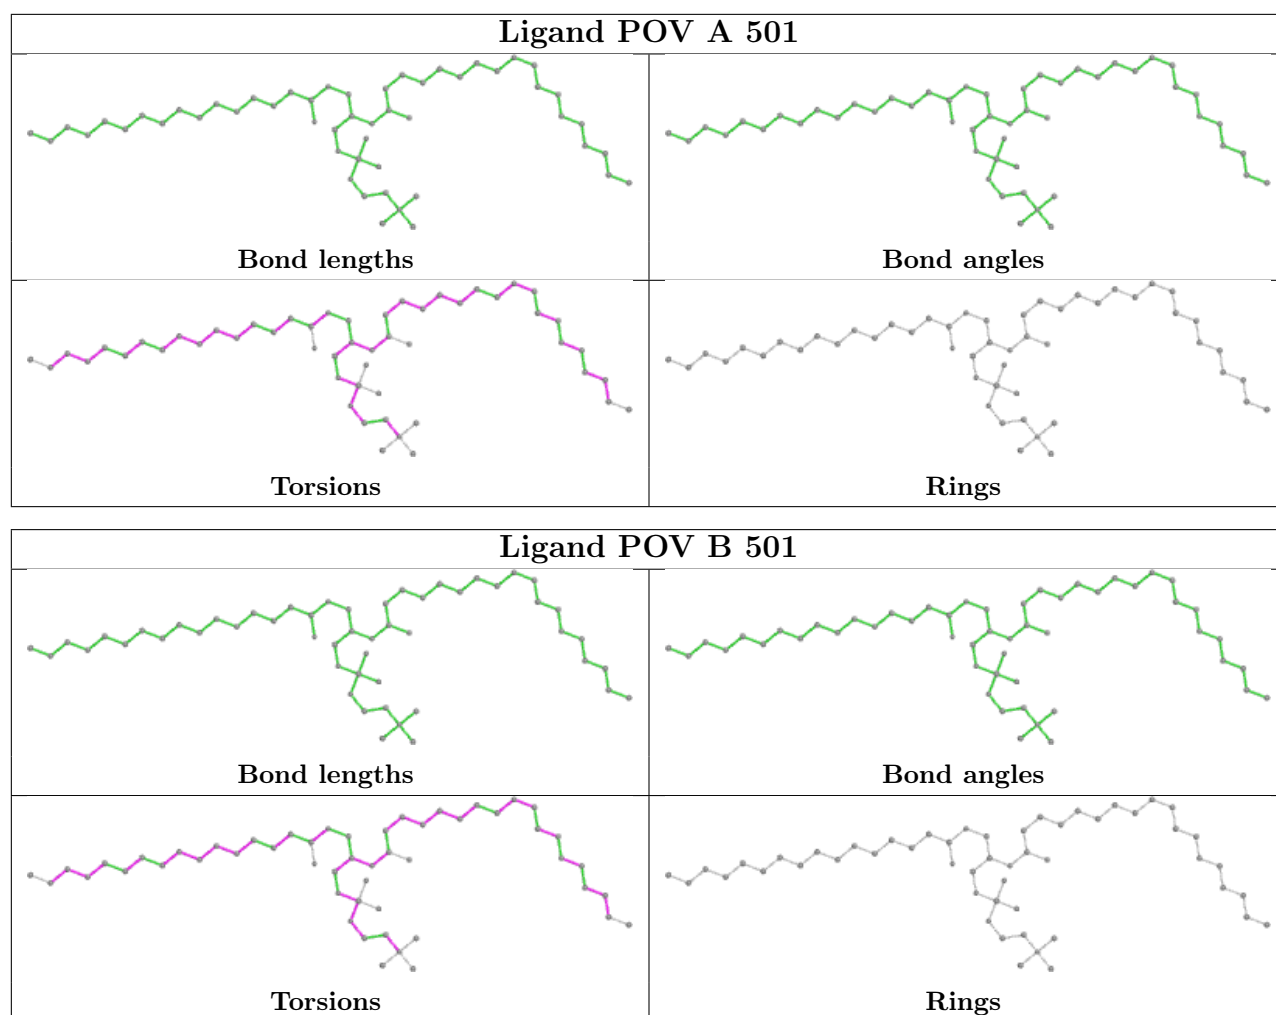 Ligand POV A 501
Bond lengths
Bond angles
Torsions
Rings
Ligand POV B 501
Bond lengths
Bond angles
Torsions
Rings